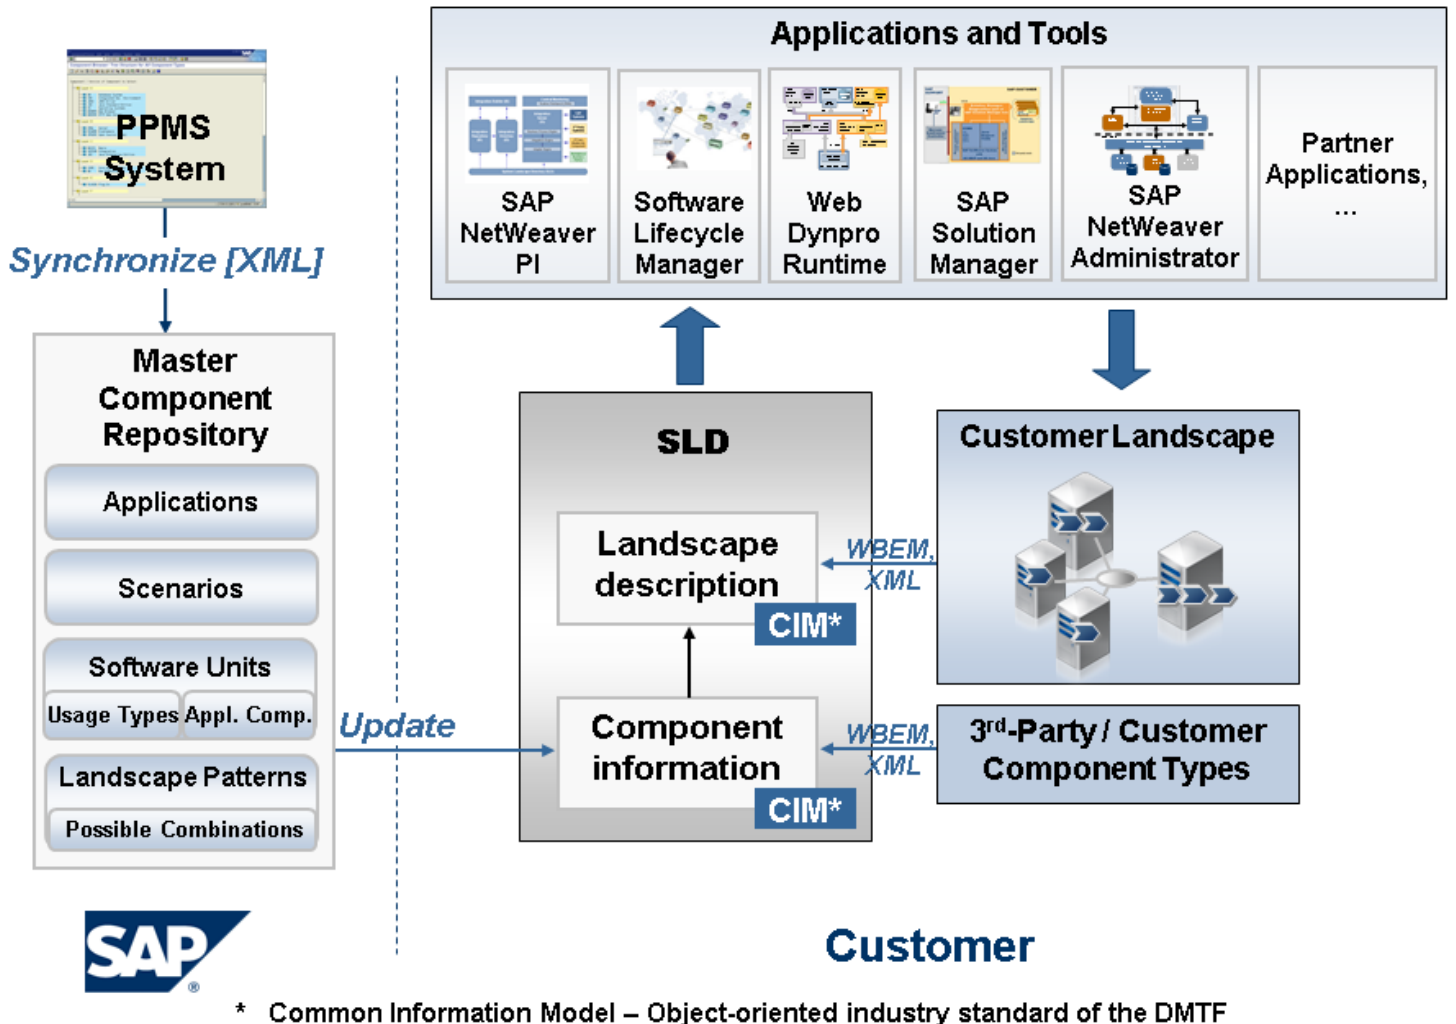 SAP
PPMS
System
Synchronize [XML]
Master
Component
Repository
Applications
Scenarios
Software Units
Usage Types
Appl. Comp.
Landscape Patterns
Possible Combinations
SAP
®
Update
Applications and Tools
SAP
NetWeaver
PI
Software
Lifecycle
Manager
Web
Dynpro
Runtime
SAP
Solution
Manager
SAP
NetWeaver
Administrator
Partner
Applications,
...
SLD
Landscape
description
CIM*
Component
information
CIM*
WBEM,
XML
WBEM,
XML
Customer Landscape
3rd-Party / Customer
Component Types
Customer
* Common Information Model – Object-oriented industry standard of the DMTF